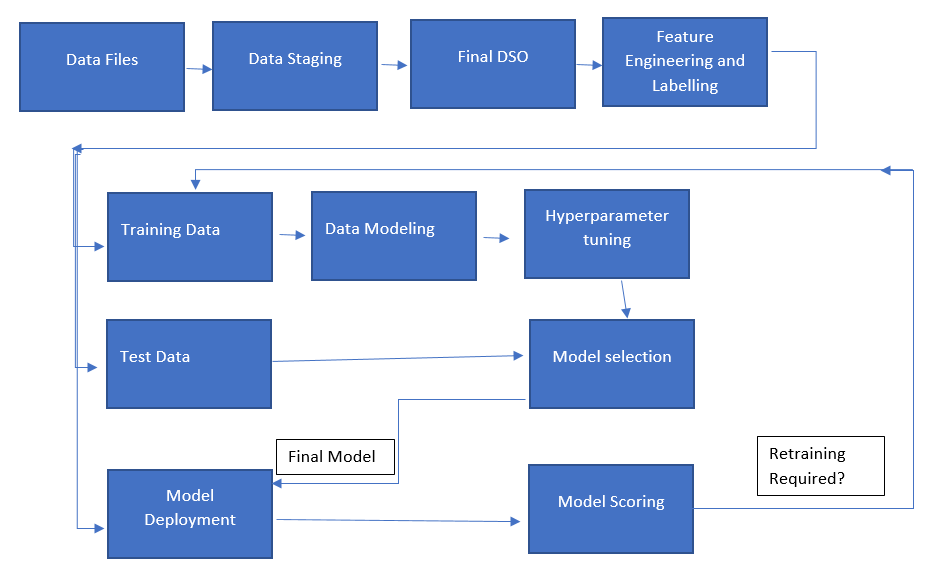 Data Files
Data Staging
Final DSO
Feature
Engineering and
Labelling
Training Data
Data Modeling
Hyperparameter
tuning
Test Data
Model selection
Final Model
Retraining
Required?
Model
Deployment
Model Scoring